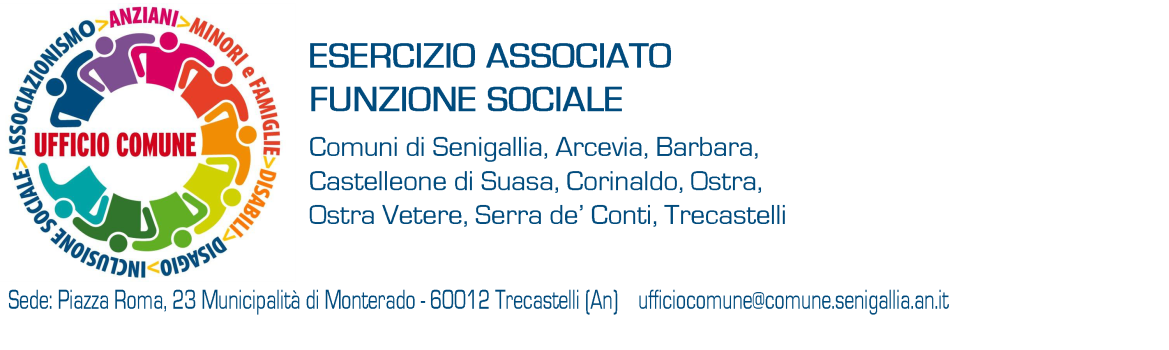 ASSOCIAZIONISMO>ANZIANI>MINORI e FAMIGLIE>DISABILI>DISAGIO>INCLUSIONE SOCIALE>
UFFICIO COMUNE
ESERCIZIO ASSOCIATO
FUNZIONE SOCIALE
Comuni di Senigallia, Arcevia, Barbara,
Castelleone di Suasa, Corinaldo, Ostra,
Ostra Vetere, Serra de’ Conti, Trecastelli
Sede: Piazza Roma, 23 Municipalità di Monterado - 60012 Trecastelli (An) ufficiocomune@comune.senigallia.an.it